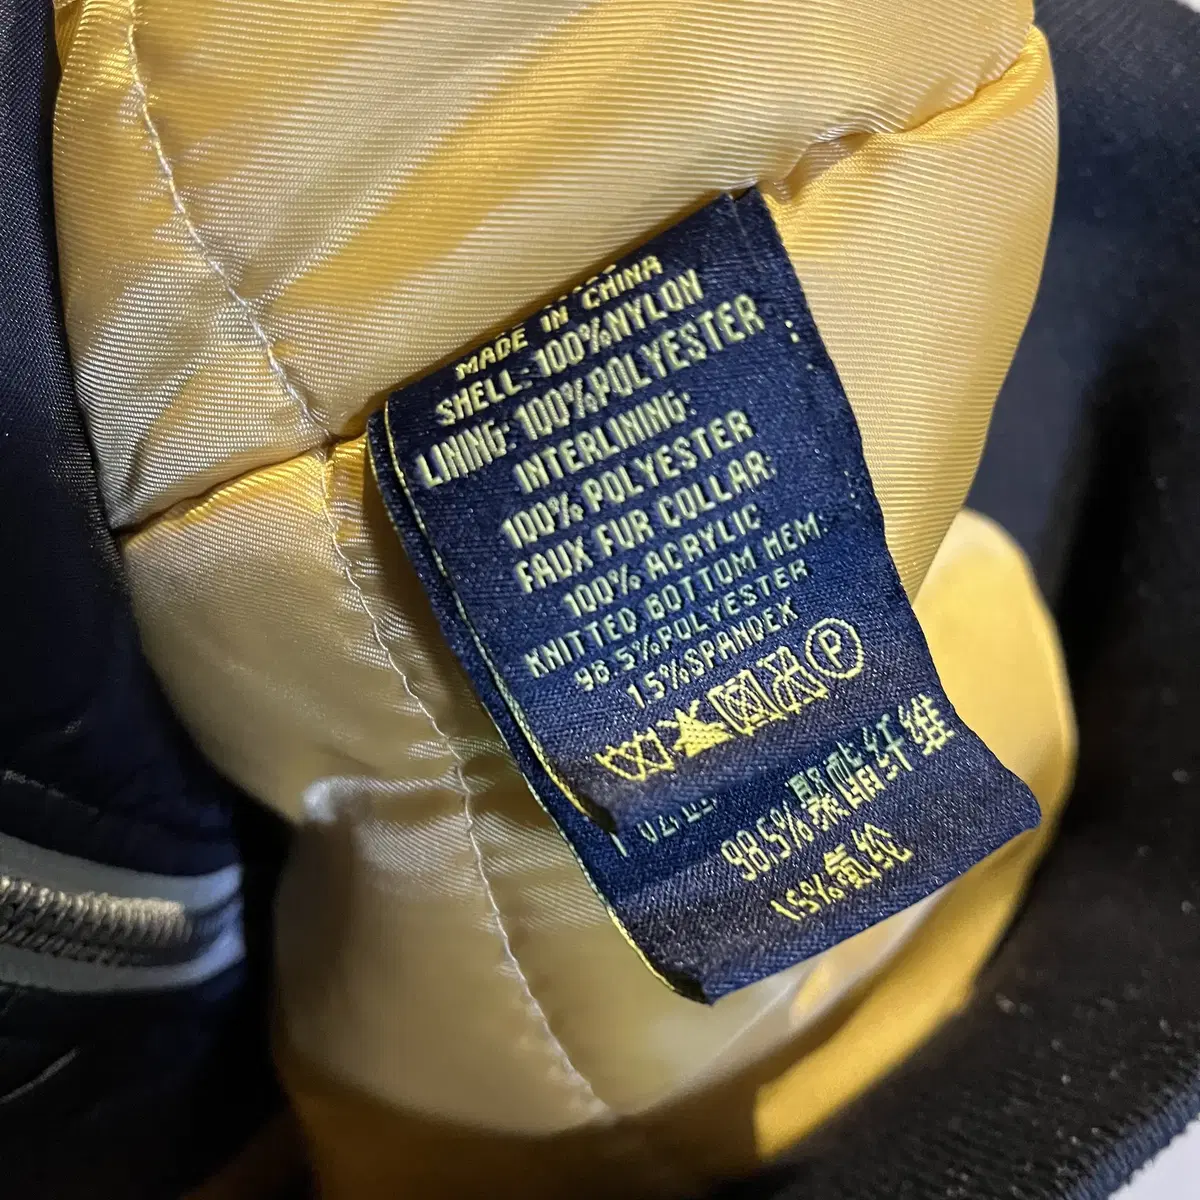 MADE IN CHINA
SHELL: 100%NYLON
LINING: 100%POLYESTER
INTERLINING:
100% POLYESTER
FAUX FUR COLLAR:
100% ACRYLIC
KNITTED BOTTOM HEM:
98.5%POLYESTER
1.5%SPANDEX
P
98.5%聚酯纤维
1.5%氨纶